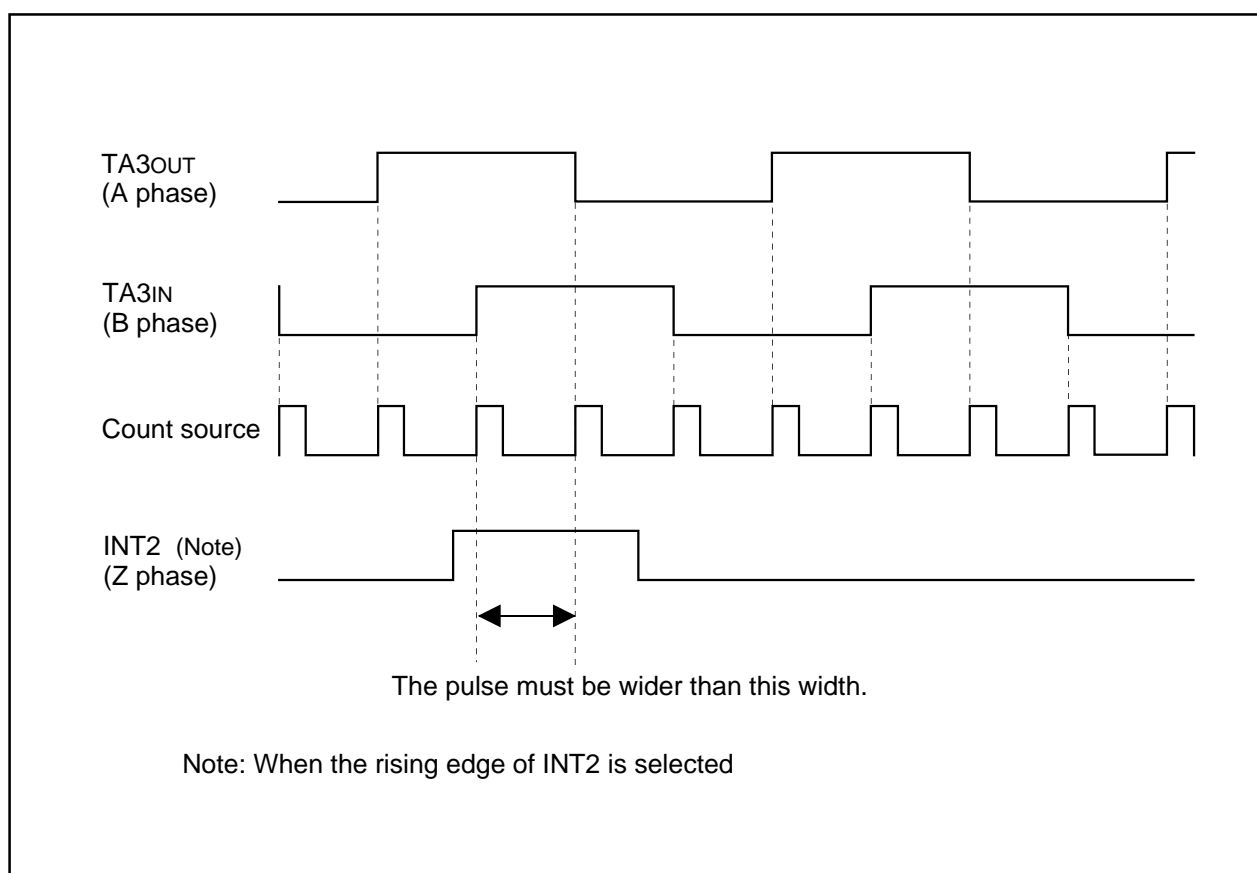 TA3OUT
(A phase)
TA3IN
(B phase)
Count source
INT2 (Note)
(Z phase)
The pulse must be wider than this width.
Note: When the rising edge of INT2 is selected